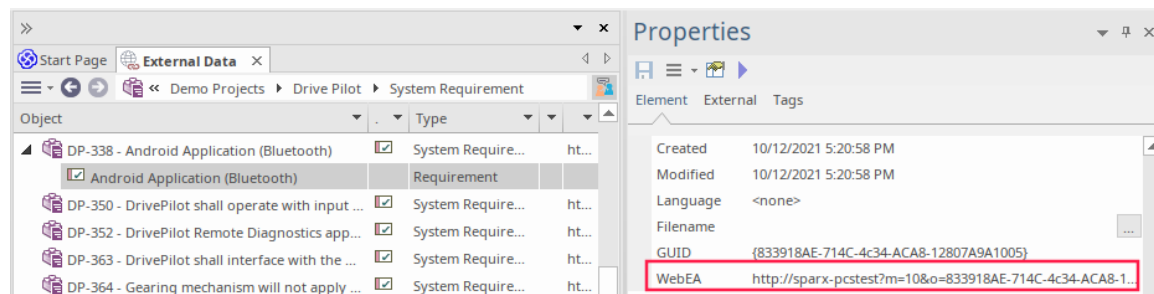 Start Page External Data
« Demo Projects Drive Pilot System Requirement
Object . Type
DP-338 - Android Application (Bluetooth) System Require... ht...
Android Application (Bluetooth) Requirement
DP-350 - DrivePilot shall operate with input ... System Require... ht...
DP-352 - DrivePilot Remote Diagnostics app... System Require... ht...
DP-363 - DrivePilot shall interface with the ... System Require... ht...
DP-364 - Gearing mechanism will not apply ... System Require... ht...
Properties
Element External Tags
Created 10/12/2021 5:20:58 PM
Modified 10/12/2021 5:20:58 PM
Language <none>
Filename ...
GUID {833918AE-714C-4c34-ACA8-12807A9A1005}
WebEA http://sparx-pcstest?m=10&o=833918AE-714C-4c34-ACA8-1...